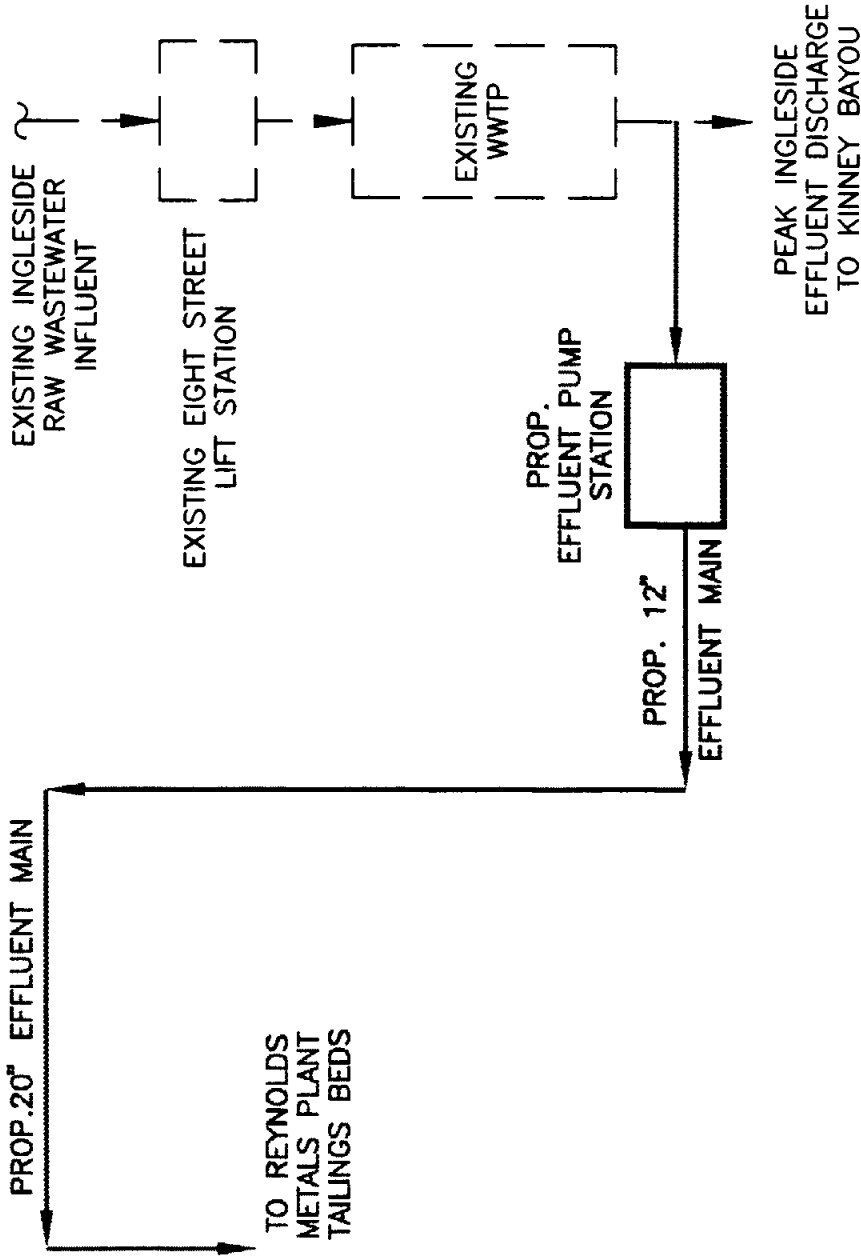 EXISTING INGLESIDE
RAW WASTEWATER
INFLUENT
EXISTING EIGHT STREET
LIFT STATION
EXISTING
WWTP
PEAK INGLESIDE
EFFLUENT DISCHARGE
TO KINNEY BAYOU
PROP.
EFFLUENT PUMP
STATION
PROP. 12"
EFFLUENT MAIN
PROP.20" EFFLUENT MAIN
TO REYNOLDS
METALS PLANT
TAILINGS BEDS